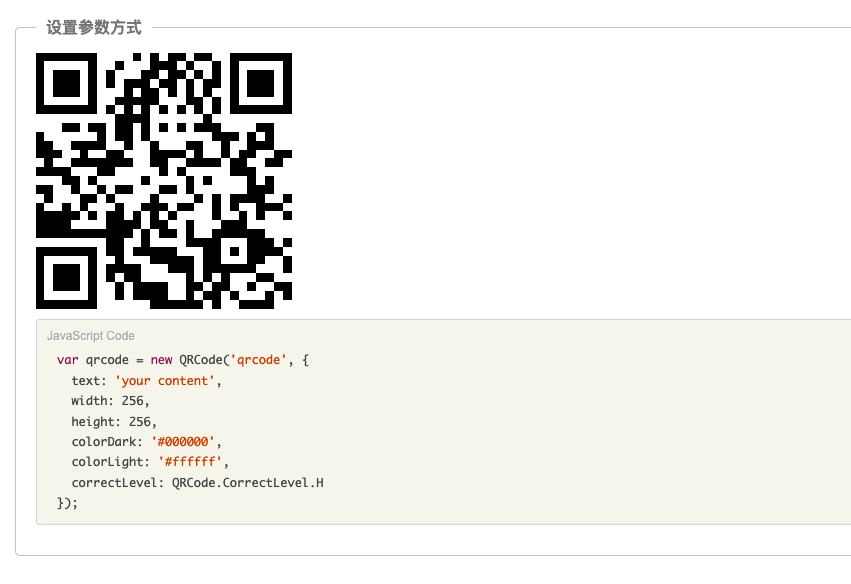 设置参数方式
JavaScript Code
var qrcode = new QRCode('qrcode', {
text: 'your content',
width: 256,
height: 256,
colorDark: '#000000',
colorLight: '#ffffff',
correctLevel: QRCode.CorrectLevel.H
});